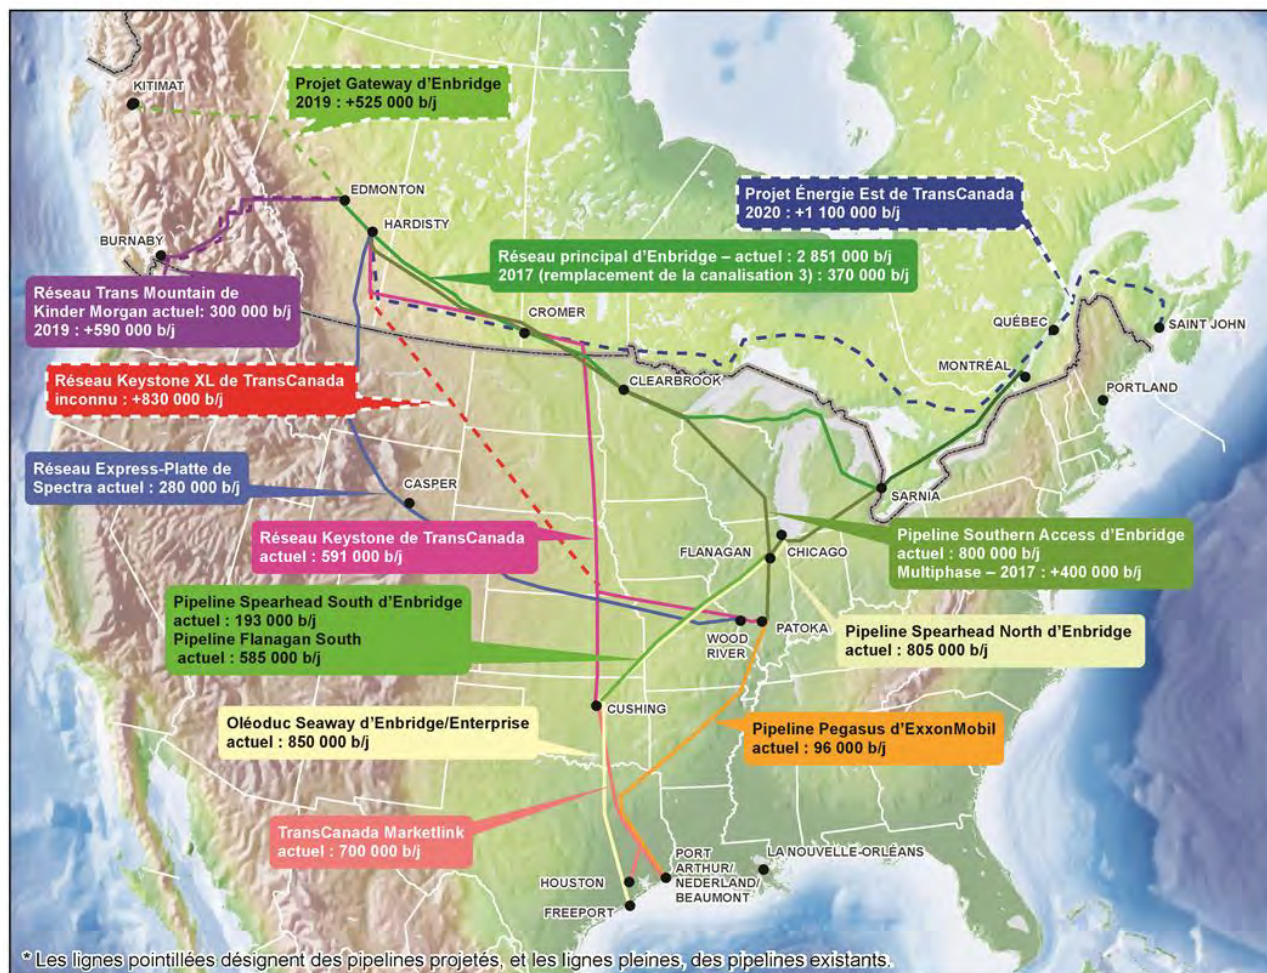 KITIMAT
Projet Gateway d'Enbridge
2019 : +525 000 b/j
EDMONTON
HARDISTY
BURNABY
Projet Énergie Est de TransCanada
2020 : +1 100 000 b/j
Réseau principal d'Enbridge – actuel : 2 851 000 b/j
2017 (remplacement de la canalisation 3) : 370 000 b/j
Réseau Trans Mountain de
Kinder Morgan actuel: 300 000 b/j
2019 : +590 000 b/j
CROMER
QUÉBEC
SAINT JOHN
MONTRÉAL
CLEARBROOK
PORTLAND
Réseau Keystone XL de TransCanada
inconnu : +830 000 b/j
Réseau Express-Platte de
Spectra actuel : 280 000 b/j
CASPER
SARNIA
Réseau Keystone de TransCanada
actuel : 591 000 b/j
FLANAGAN
CHICAGO
Pipeline Southern Access d'Enbridge
actuel : 800 000 b/j
Multiphase – 2017 : +400 000 b/j
Pipeline Spearhead South d'Enbridge
actuel : 193 000 b/j
Pipeline Flanagan South
actuel : 585 000 b/j
WOOD
RIVER
PATOKA
Pipeline Spearhead North d'Enbridge
actuel : 805 000 b/j
CUSHING
Oléoduc Seaway d'Enbridge/Enterprise
actuel : 850 000 b/j
Pipeline Pegasus d'ExxonMobil
actuel : 96 000 b/j
TransCanada Marketlink
actuel : 700 000 b/j
HOUSTON
FREEPORT
PORT
ARTHUR/
NEDERLAND/
BEAUMONT
LA NOUVELLE-ORLÉANS
* Les lignes pointillées désignent des pipelines projetés, et les lignes pleines, des pipelines existants.